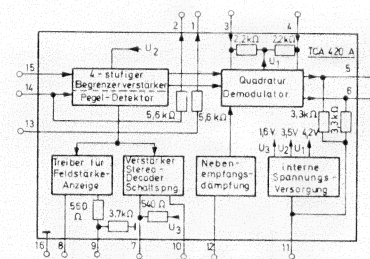 2 1 3 4
2,2kΩ 2,2kΩ
TCA 420 A
U2
U1
15
4-stufiger
Begrenzerverstärker
Pegel-Detektor
Quadratur
Demodulator
5
14
6
5,6kΩ
5,6kΩ
3,3kΩ
3,3kΩ
13
1,6V 3,5V 4,2V
U3 U2 U1
Treiber für
Feldstärke-
Anzeige
Verstärker
Stereo-
Decoder
Schaltspng.
Neben-
empfangs-
dämpfung
interne
Spannungs-
Versorgung
560
Ω
3,7kΩ
540Ω
U3
16 8 9 7 10 12 11